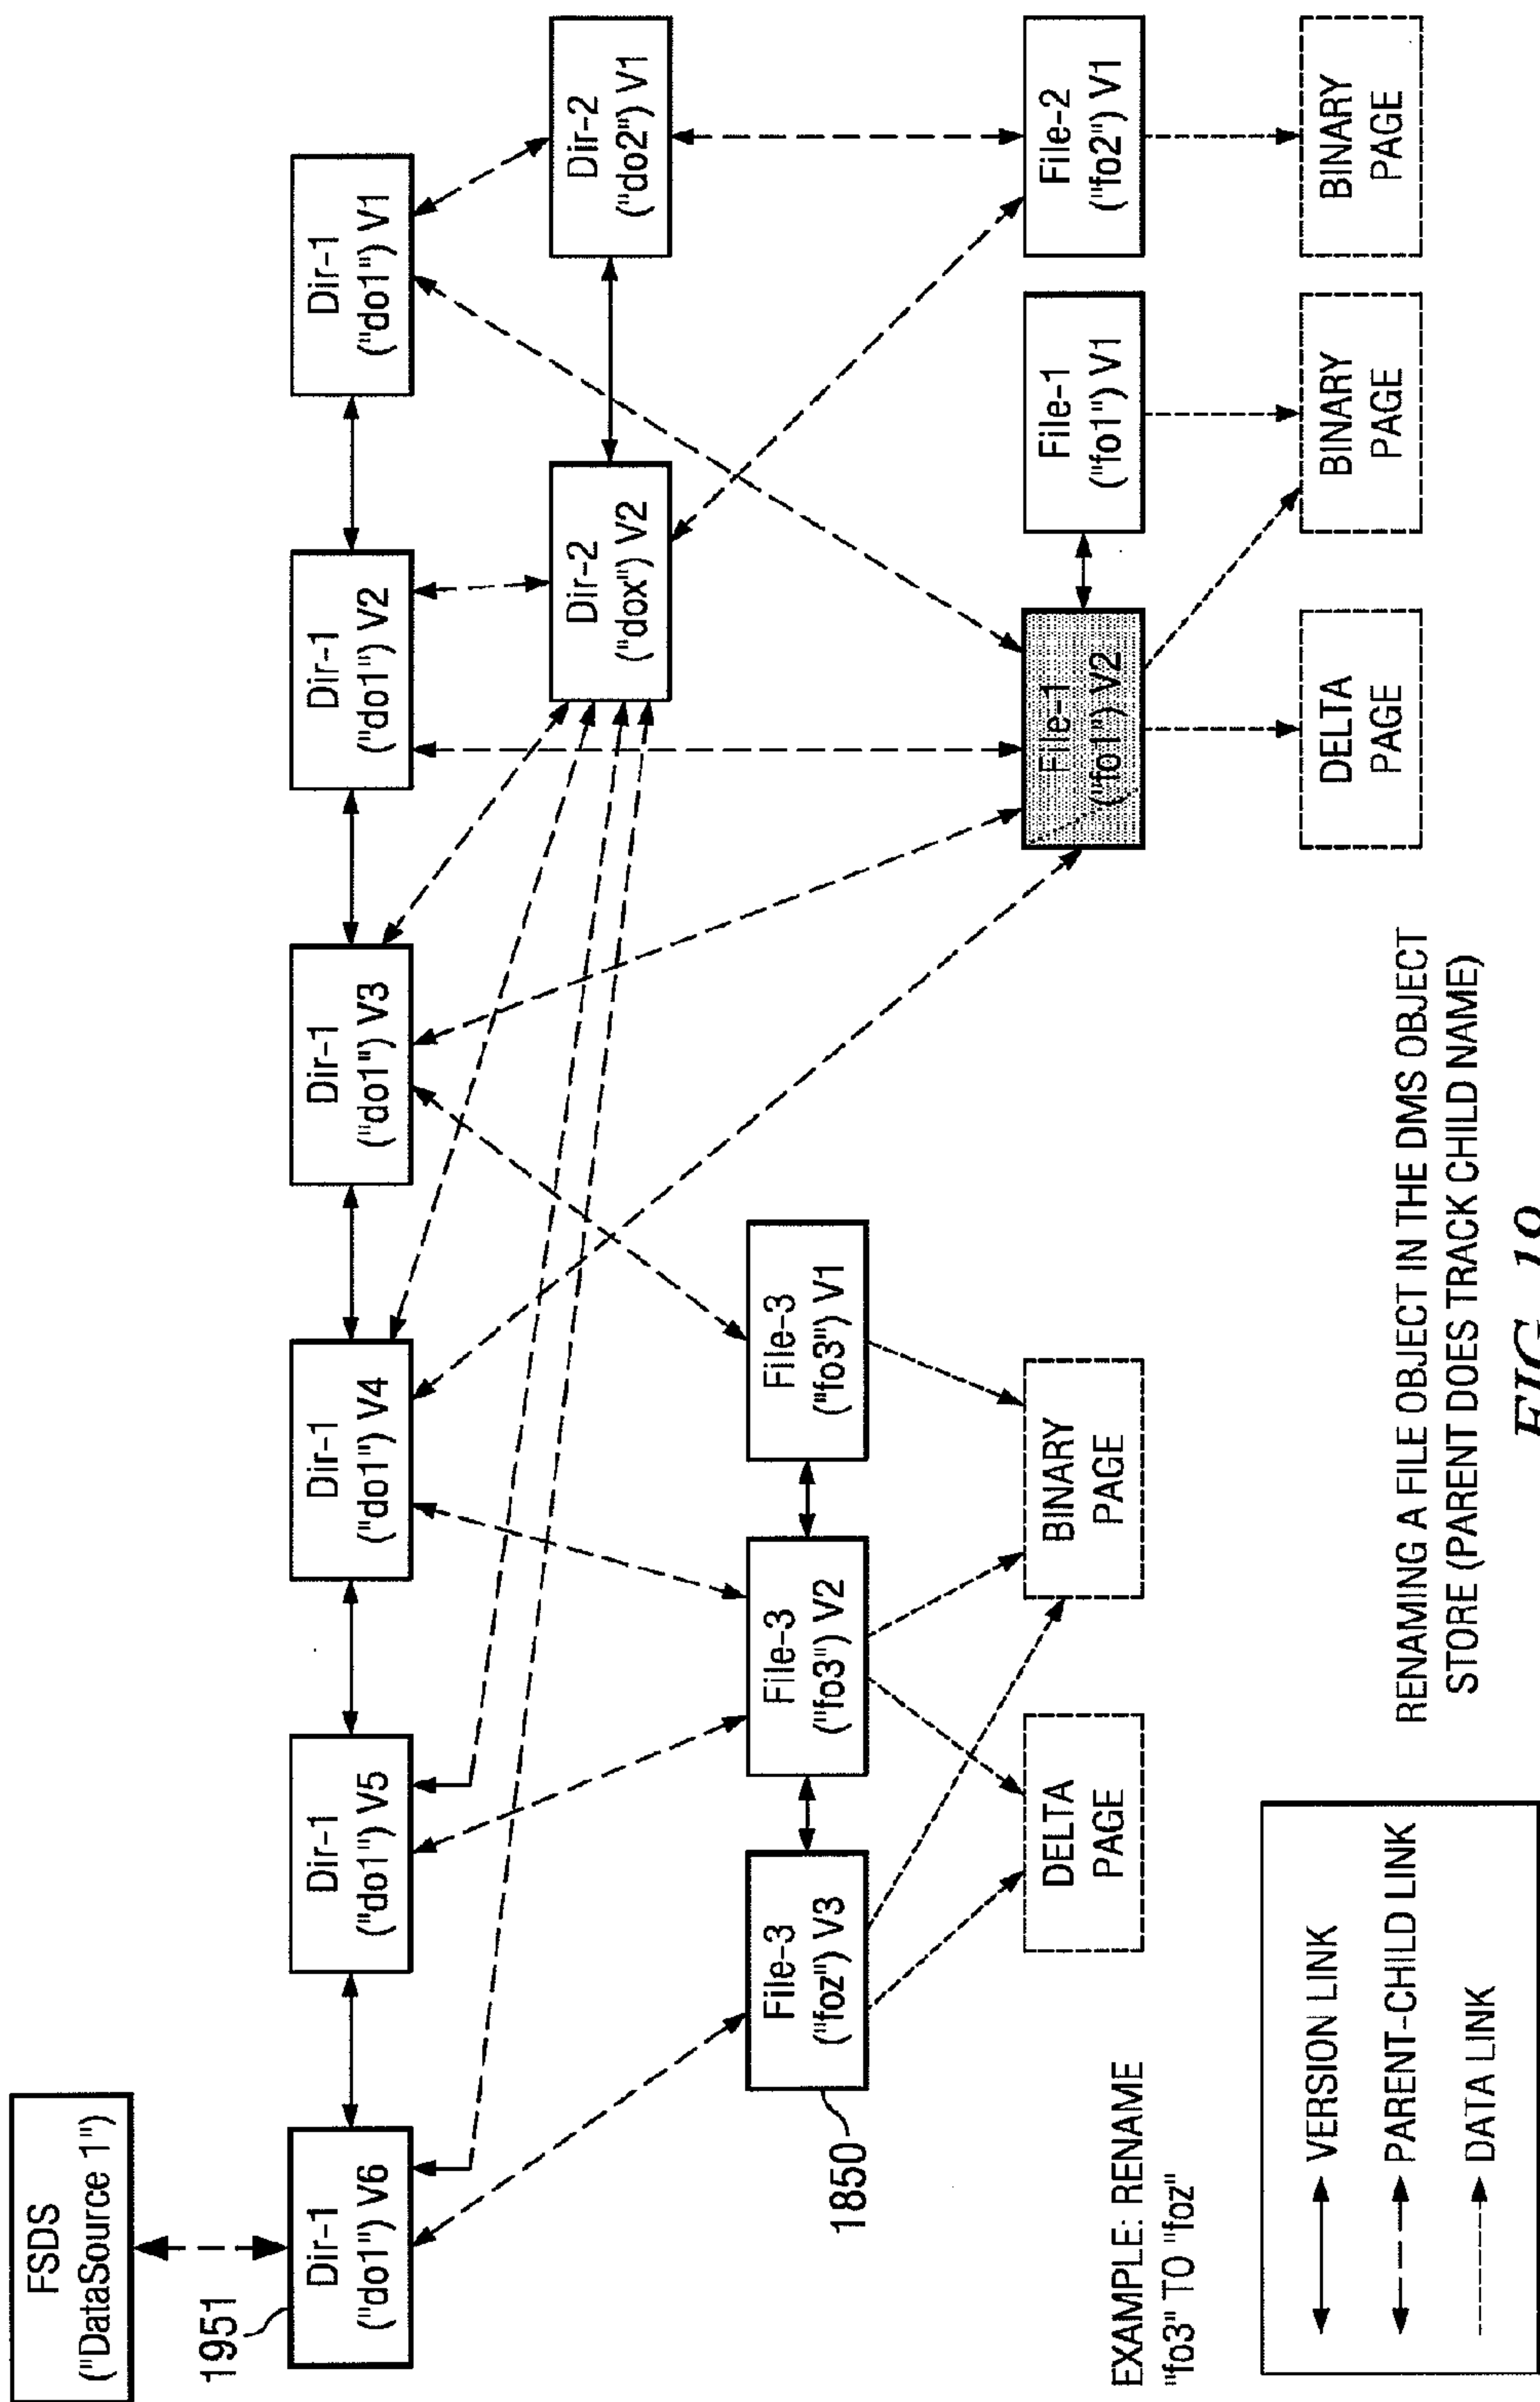 FSDS
("DataSource 1")
1951
Dir-1
("do1") V6
Dir-1
("do1") V5
Dir-1
("do1") V4
Dir-1
("do1") V3
Dir-1
("do1") V2
Dir-1
("do1") V1
Dir-2
("dox") V2
Dir-2
("do2") V1
File-3
("foz") V3
File-3
("fo3") V2
File-3
("fo3") V1
1850
DELTA
PAGE
BINARY
PAGE
File-1
("fo1") V2
File-1
("fo1") V1
File-2
("fo2") V1
DELTA
PAGE
BINARY
PAGE
BINARY
PAGE
EXAMPLE: RENAME
"fo3" TO "foz"
VERSION LINK
PARENT-CHILD LINK
DATA LINK
RENAMING A FILE OBJECT IN THE DMS OBJECT
STORE (PARENT DOES TRACK CHILD NAME)
FIG. 19